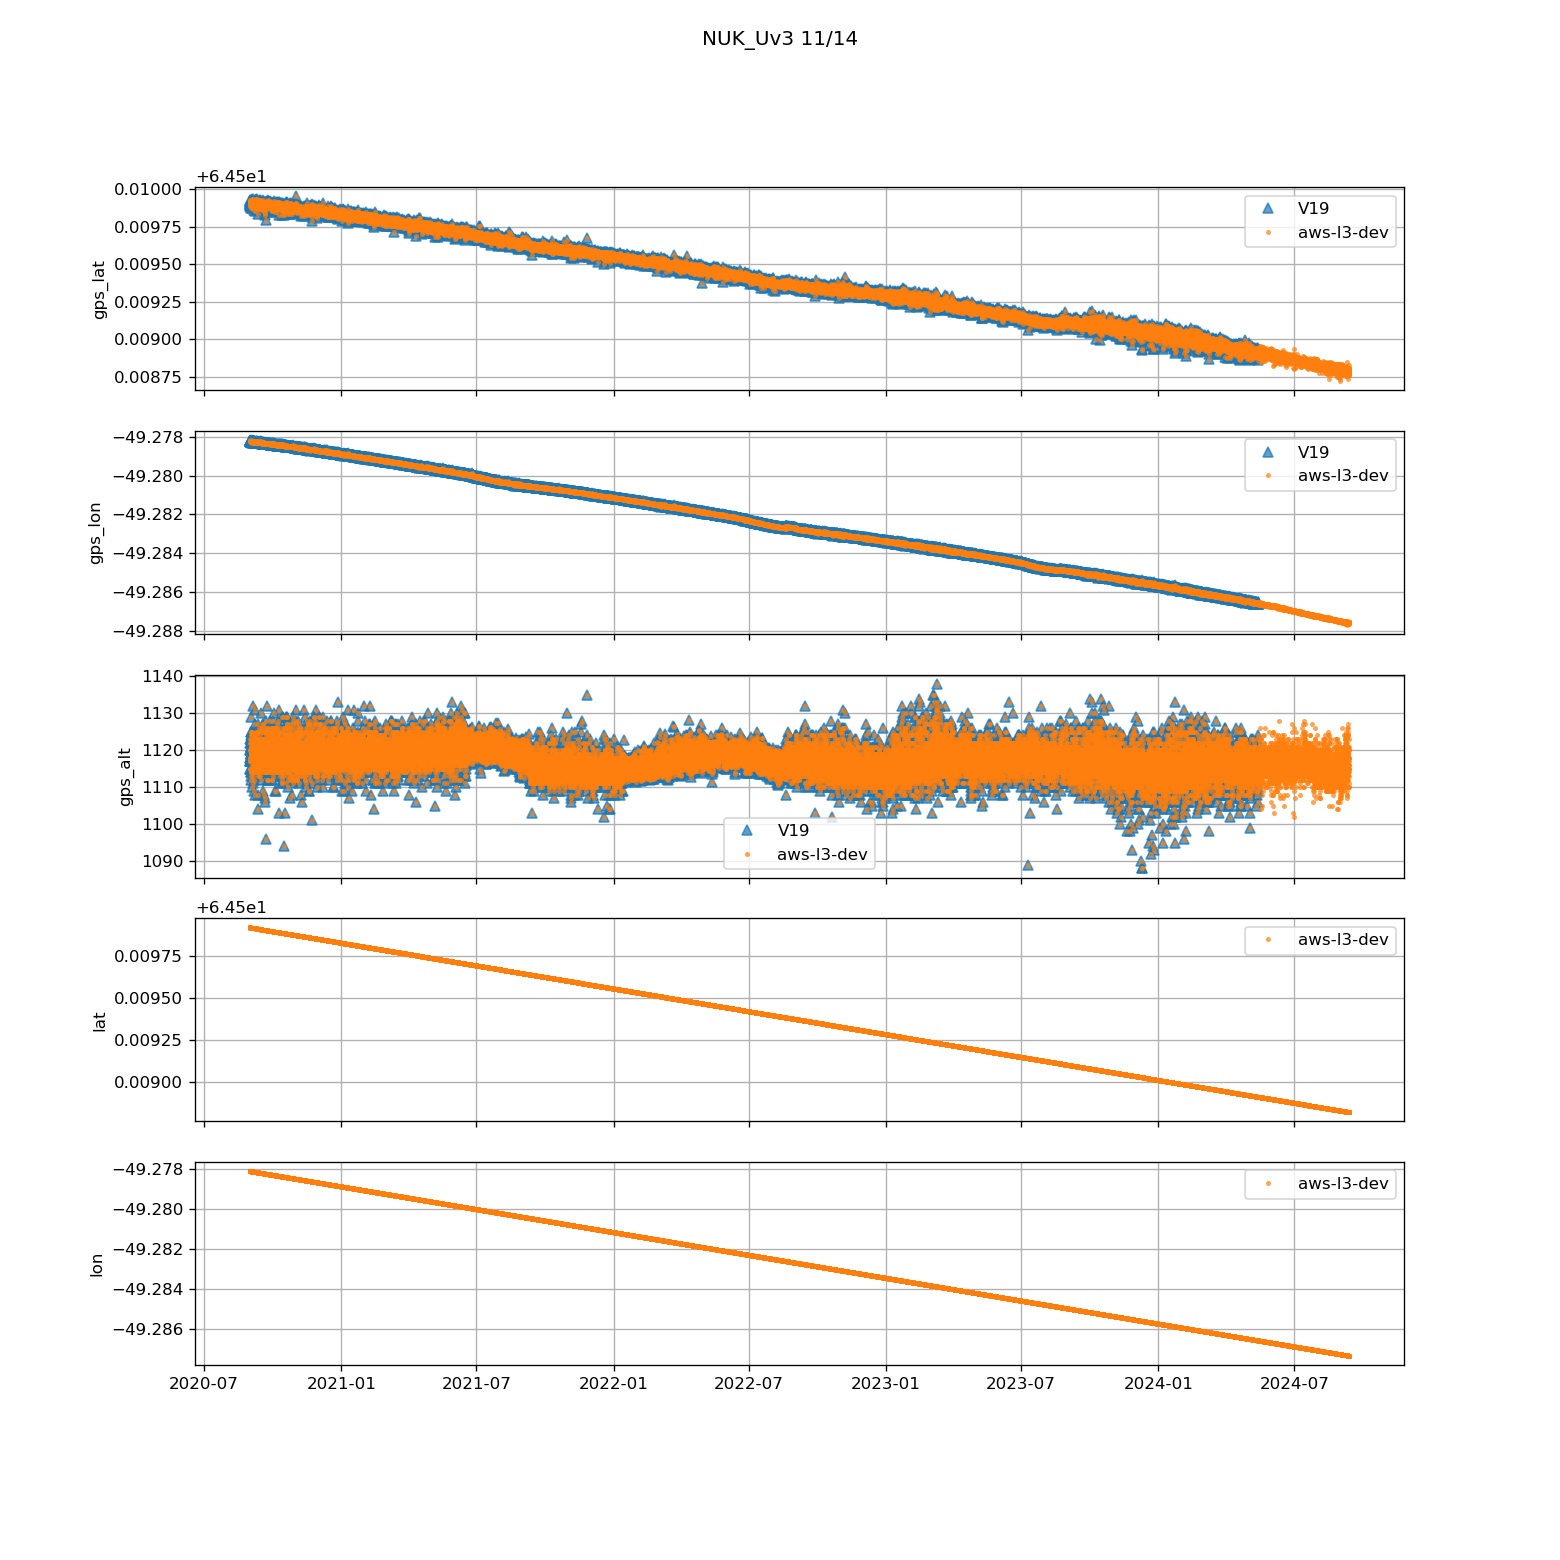 NUK_Uv3 11/14
+6.45e1
0.01000
0.00975
0.00950
0.00925
0.00900
0.00875
gps_lat
V19
aws-l3-dev
−49.278
−49.280
−49.282
−49.284
−49.286
−49.288
gps_lon
V19
aws-l3-dev
1140
1130
1120
1110
1100
1090
gps_alt
V19
aws-l3-dev
+6.45e1
0.00975
0.00950
0.00925
0.00900
lat
aws-l3-dev
−49.278
−49.280
−49.282
−49.284
−49.286
lon
aws-l3-dev
2020-07 2021-01 2021-07 2022-01 2022-07 2023-01 2023-07 2024-01 2024-07